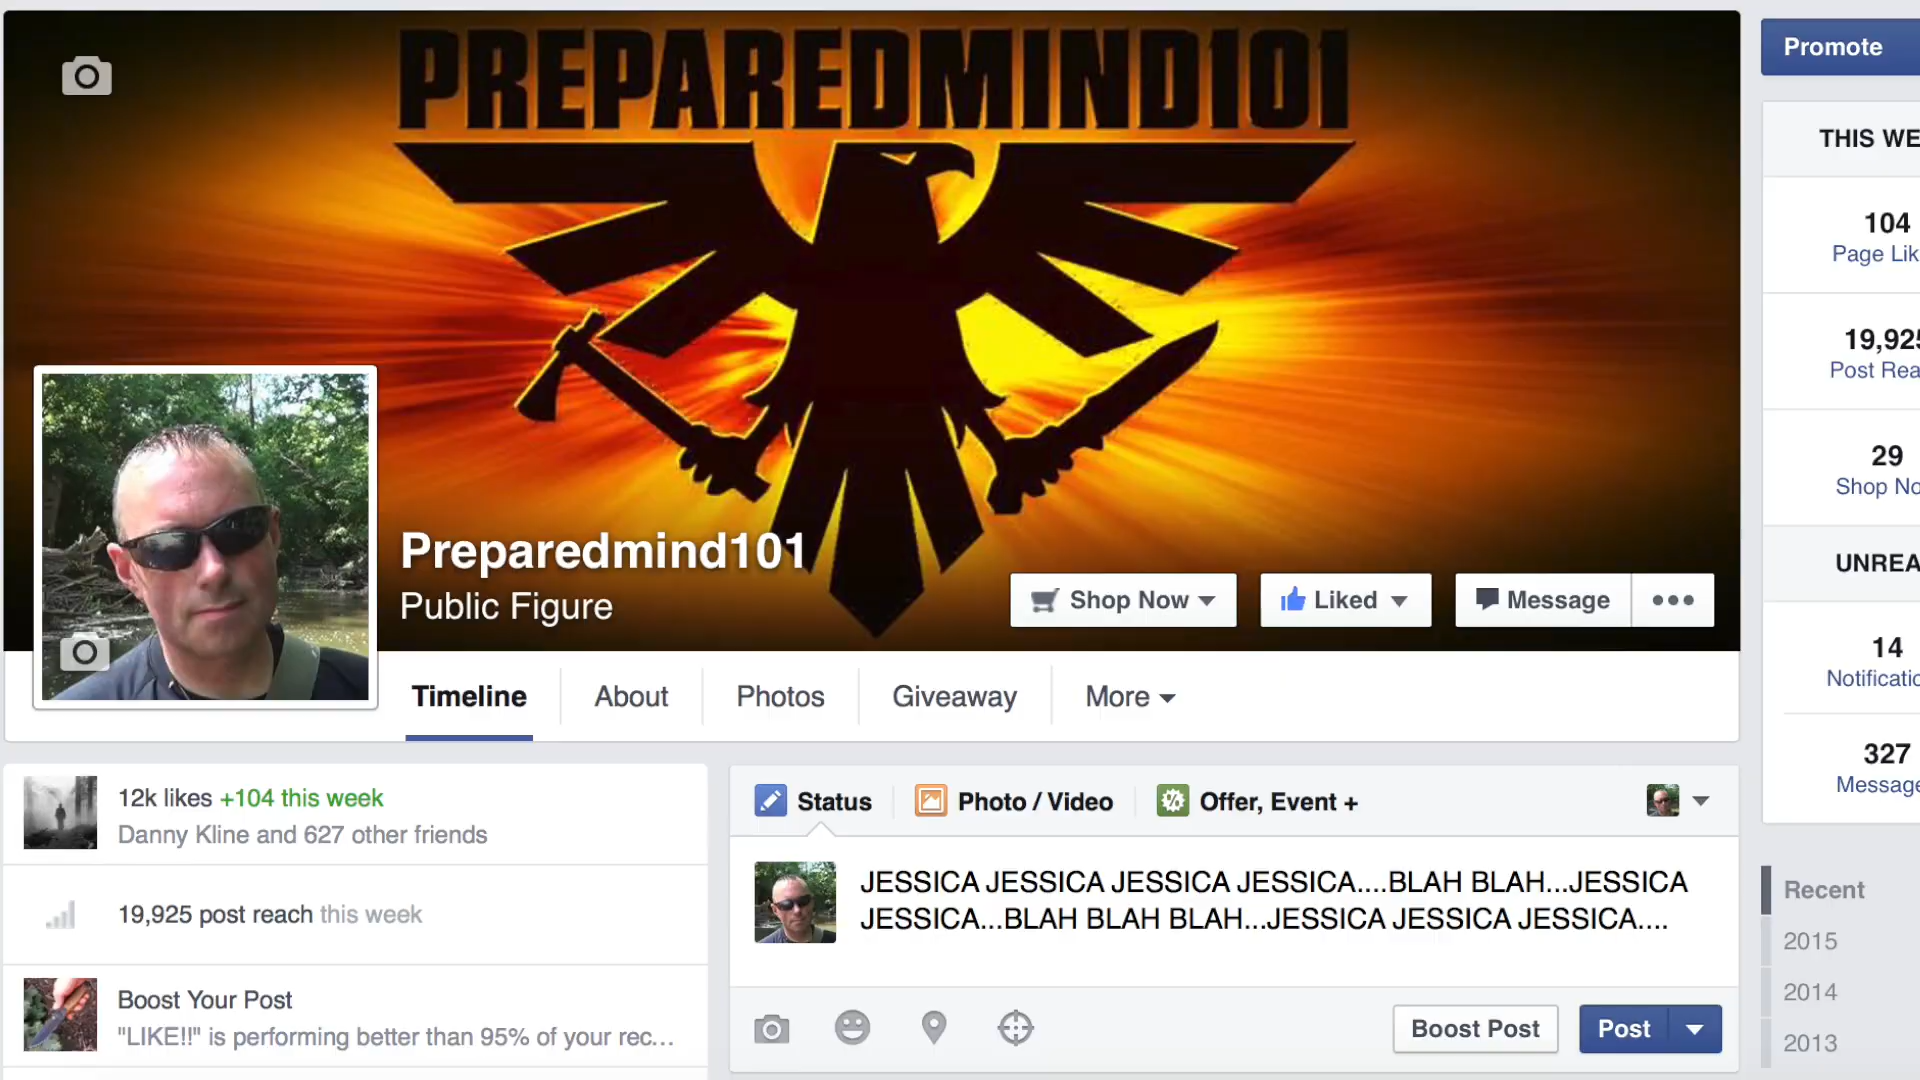 PREPAREDMIND101
Preparedmind101
Public Figure
Shop Now
Liked
Message
Timeline
About
Photos
Giveaway
More
12k likes +104 this week
Danny Kline and 627 other friends
19,925 post reach this week
Boost Your Post
"LIKE!!" is performing better than 95% of your rec...
Status
Photo / Video
Offer, Event +
JESSICA JESSICA JESSICA JESSICA....BLAH BLAH...JESSICA
JESSICA...BLAH BLAH BLAH...JESSICA JESSICA JESSICA....
Boost Post
Post
Promote
THIS WE
104
Page Lik
19,925
Post Rea
29
Shop No
UNREA
14
Notificatio
327
Message
Recent
2015
2014
2013